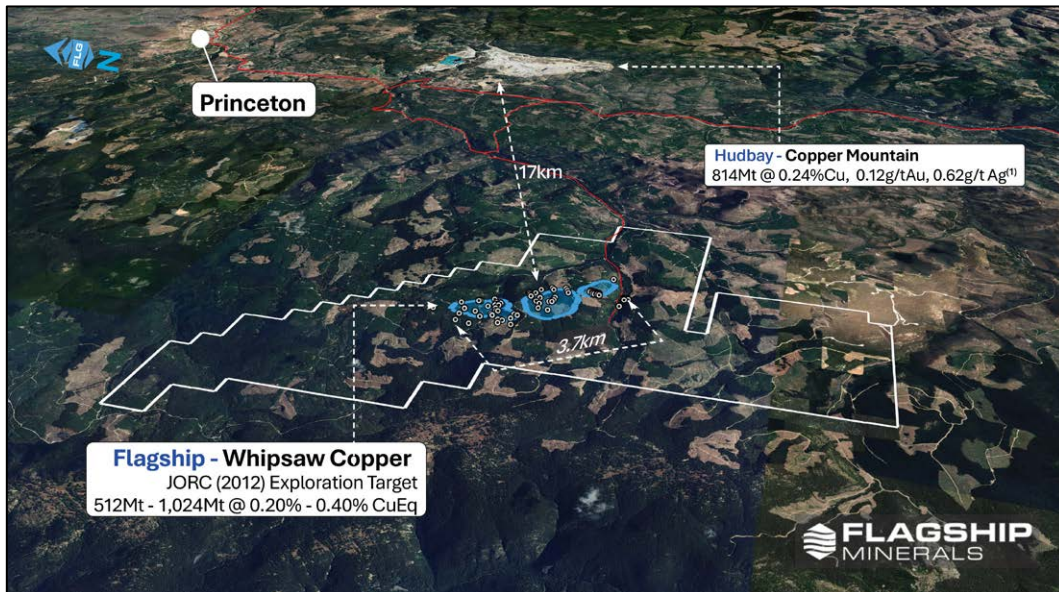 FLG
N
Princeton
17km
Hudbay - Copper Mountain
814Mt @ 0.24%Cu, 0.12g/tAu, 0.62g/t Ag⁽¹⁾
3.7km
Flagship - Whipsaw Copper
JORC (2012) Exploration Target
512Mt - 1,024Mt @ 0.20% - 0.40% CuEq
FLAGSHIP
MINERALS